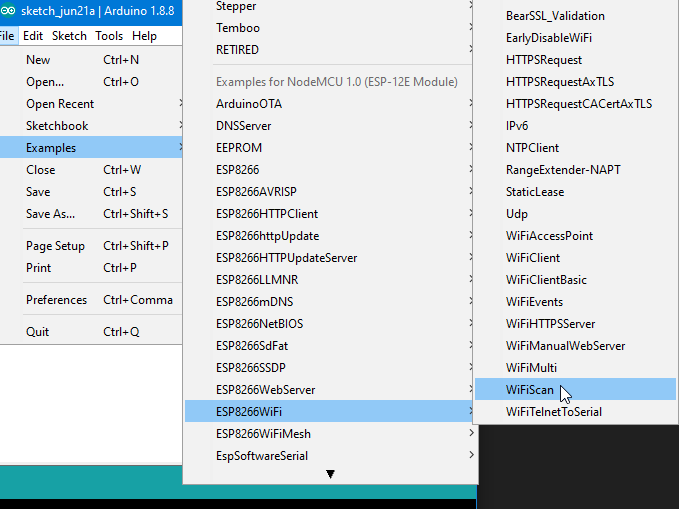 sketch_jun21a | Arduino 1.8.8
File Edit Sketch Tools Help
New Ctrl+N
Open... Ctrl+O
Open Recent
Sketchbook
Examples
Close Ctrl+W
Save Ctrl+S
Save As... Ctrl+Shift+S
Page Setup Ctrl+Shift+P
Print Ctrl+P
Preferences Ctrl+Comma
Quit Ctrl+Q
Stepper
Temboo
RETIRED
Examples for NodeMCU 1.0 (ESP-12E Module)
ArduinoOTA
DNSServer
EEPROM
ESP8266
ESP8266AVRISP
ESP8266HTTPClient
ESP8266httpUpdate
ESP8266HTTPUpdateServer
ESP8266LLMNR
ESP8266mDNS
ESP8266NetBIOS
ESP8266SdFat
ESP8266SSDP
ESP8266WebServer
ESP8266WiFi
ESP8266WiFiMesh
EspSoftwareSerial
BearSSL_Validation
EarlyDisableWiFi
HTTPSRequest
HTTPSRequestAxTLS
HTTPSRequestCACertAxTLS
IPv6
NTPClient
RangeExtender-NAPT
StaticLease
Udp
WiFiAccessPoint
WiFiClient
WiFiClientBasic
WiFiEvents
WiFiHTTPSServer
WiFiManualWebServer
WiFiMulti
WiFiScan
WiFiTelnetToSerial